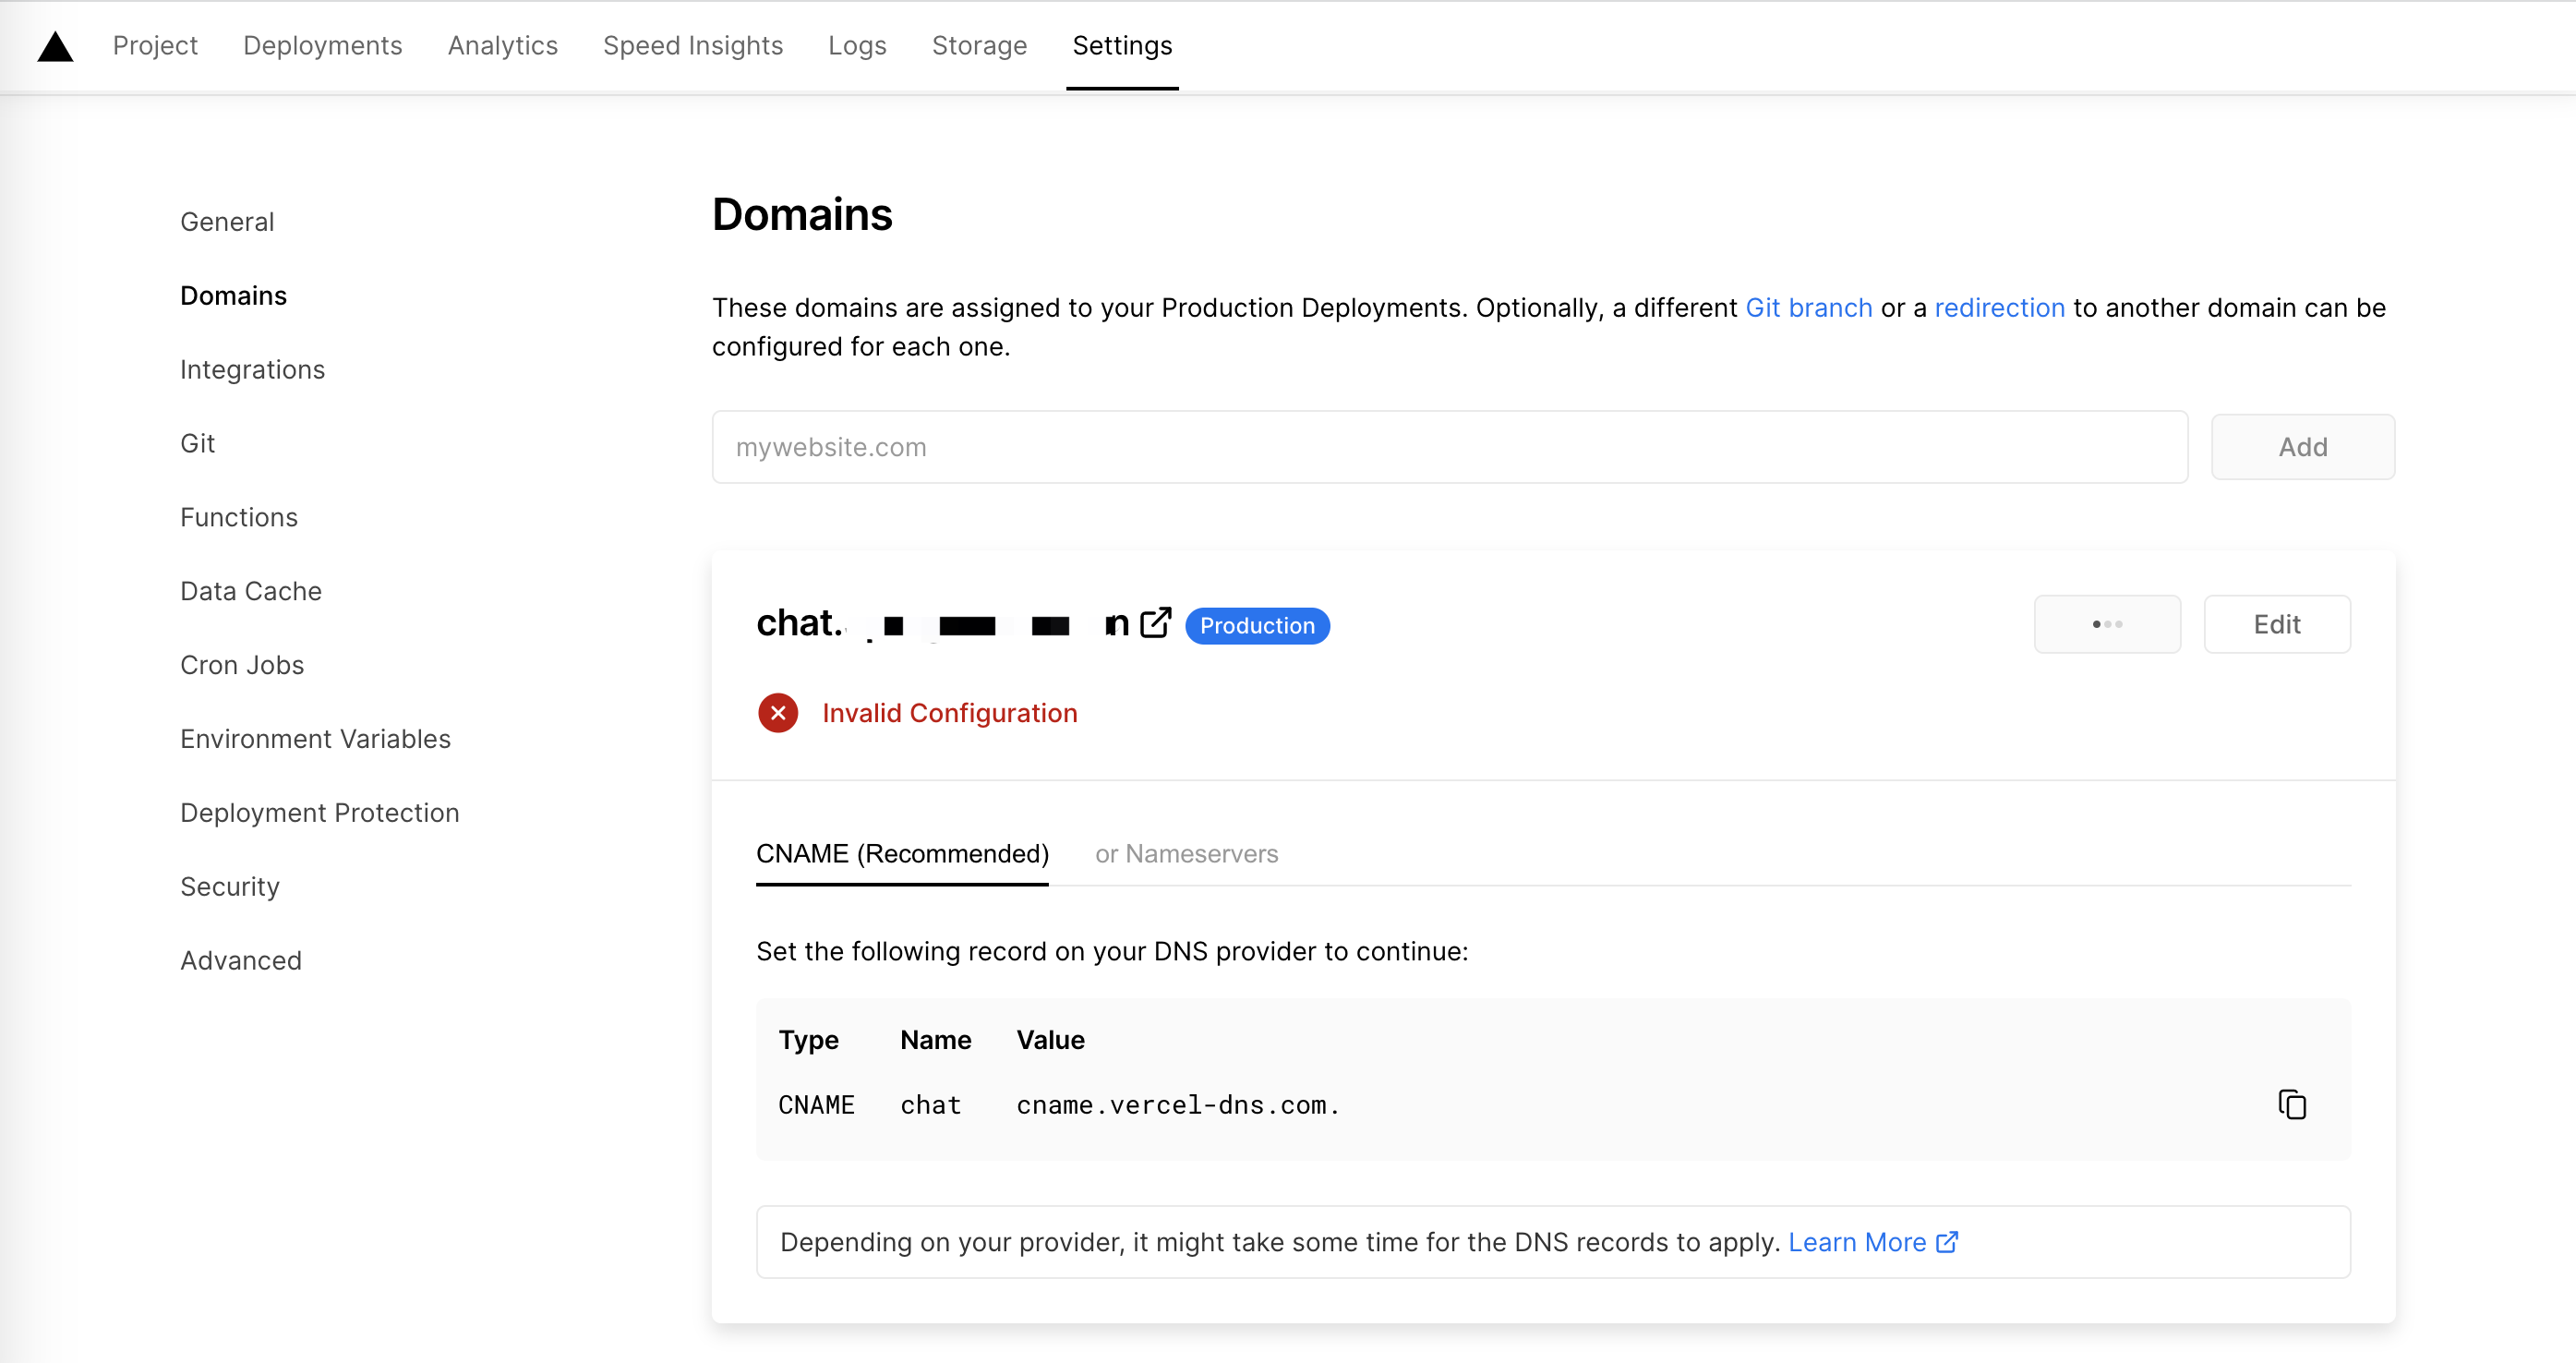 Project Deployments Analytics Speed Insights Logs Storage Settings
General
Domains
Integrations
Git
Functions
Data Cache
Cron Jobs
Environment Variables
Deployment Protection
Security
Advanced
Domains
These domains are assigned to your Production Deployments. Optionally, a different Git branch or a redirection to another domain can be
configured for each one.
mywebsite.com Add
chat. Production Edit
Invalid Configuration
CNAME (Recommended) or Nameservers
Set the following record on your DNS provider to continue:
Type Name Value
CNAME chat cname.vercel-dns.com.
Depending on your provider, it might take some time for the DNS records to apply. Learn More